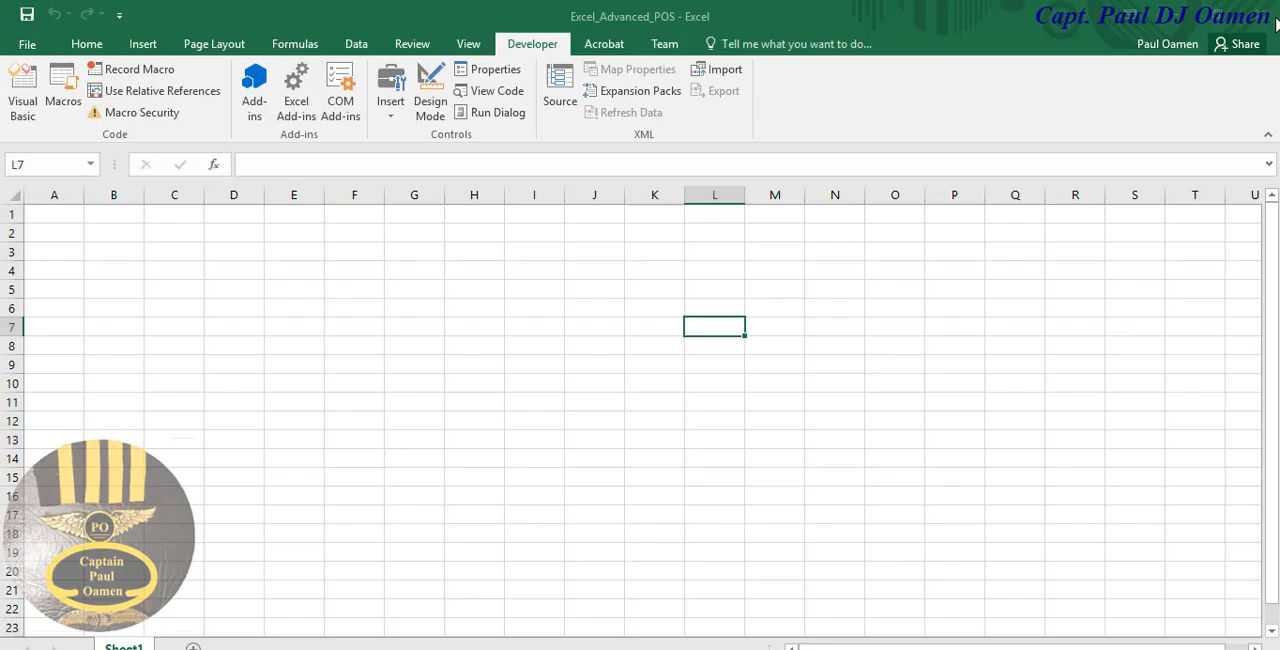 Excel_Advanced_POS - Excel
Capt. Paul DJ Oamen
File Home Insert Page Layout Formulas Data Review View Developer Acrobat Team Tell me what you want to do... Paul Oamen Share
Visual Basic
Macros
Record Macro
Use Relative References
Macro Security
Code
Add-ins
Excel Add-ins
COM Add-ins
Add-ins
Insert
Design Mode
Properties
View Code
Run Dialog
Controls
Source
Map Properties
Expansion Packs
Refresh Data
Import
Export
XML
L7
fx
A B C D E F G H I J K L M N O P Q R S T U
1
2
3
4
5
6
7
8
9
10
11
12
13
14
15
16
17
18
19
20
21
22
23
PO
Captain
Paul
Oamen
Sheet1